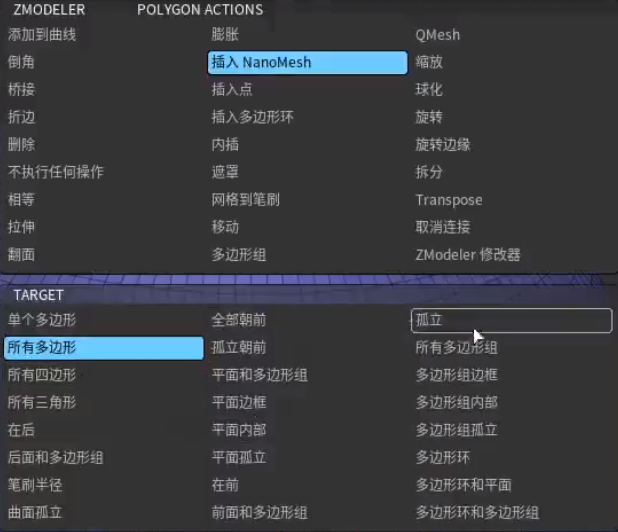 ZMODELER POLYGON ACTIONS
添加到曲线 膨胀 QMesh
倒角 插入 NanoMesh 缩放
桥接 插入点 球化
折边 插入多边形环 旋转
删除 内插 旋转边缘
不执行任何操作 遮罩 拆分
相等 网格到笔刷 Transpose
拉伸 移动 取消连接
翻面 多边形组 ZModeler 修改器
TARGET
单个多边形 全部朝前 孤立
所有多边形 孤立朝前 所有多边形组
所有四边形 平面和多边形组 多边形组边框
所有三角形 平面边框 多边形组内部
在后 平面内部 多边形组孤立
后面和多边形组 平面孤立 多边形环
笔刷半径 在前 多边形环和平面
曲面孤立 前面和多边形组 多边形环和多边形组